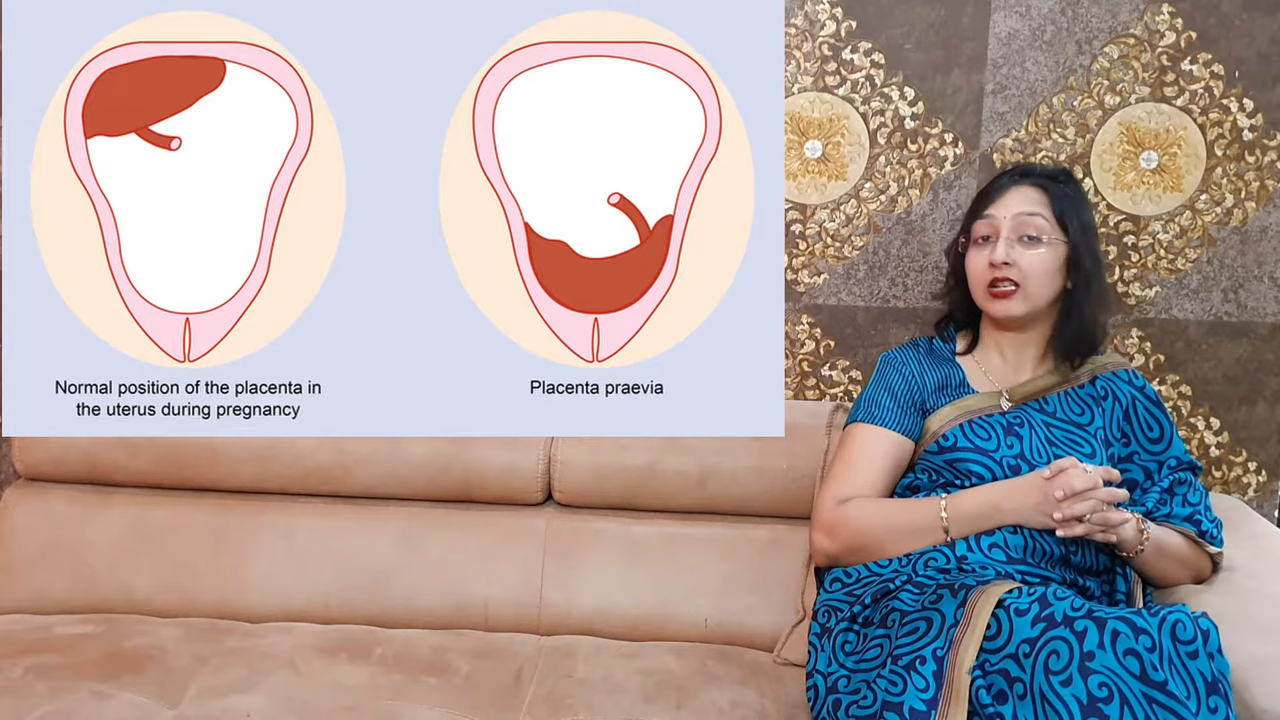 Normal position of the placenta in
the uterus during pregnancy
Placenta praevia